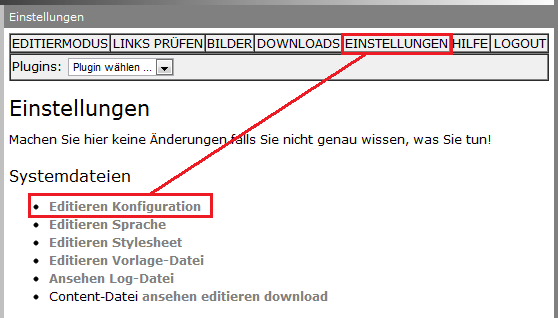 Einstellungen
EDITIERMODUS LINKS PRÜFEN BILDER DOWNLOADS EINSTELLUNGEN HILFE LOGOUT
Plugins: Plugin wählen ...
Einstellungen
Machen Sie hier keine Änderungen falls Sie nicht genau wissen, was Sie tun!
Systemdateien
Editieren Konfiguration
Editieren Sprache
Editieren Stylesheet
Editieren Vorlage-Datei
Ansehen Log-Datei
Content-Datei ansehen editieren download